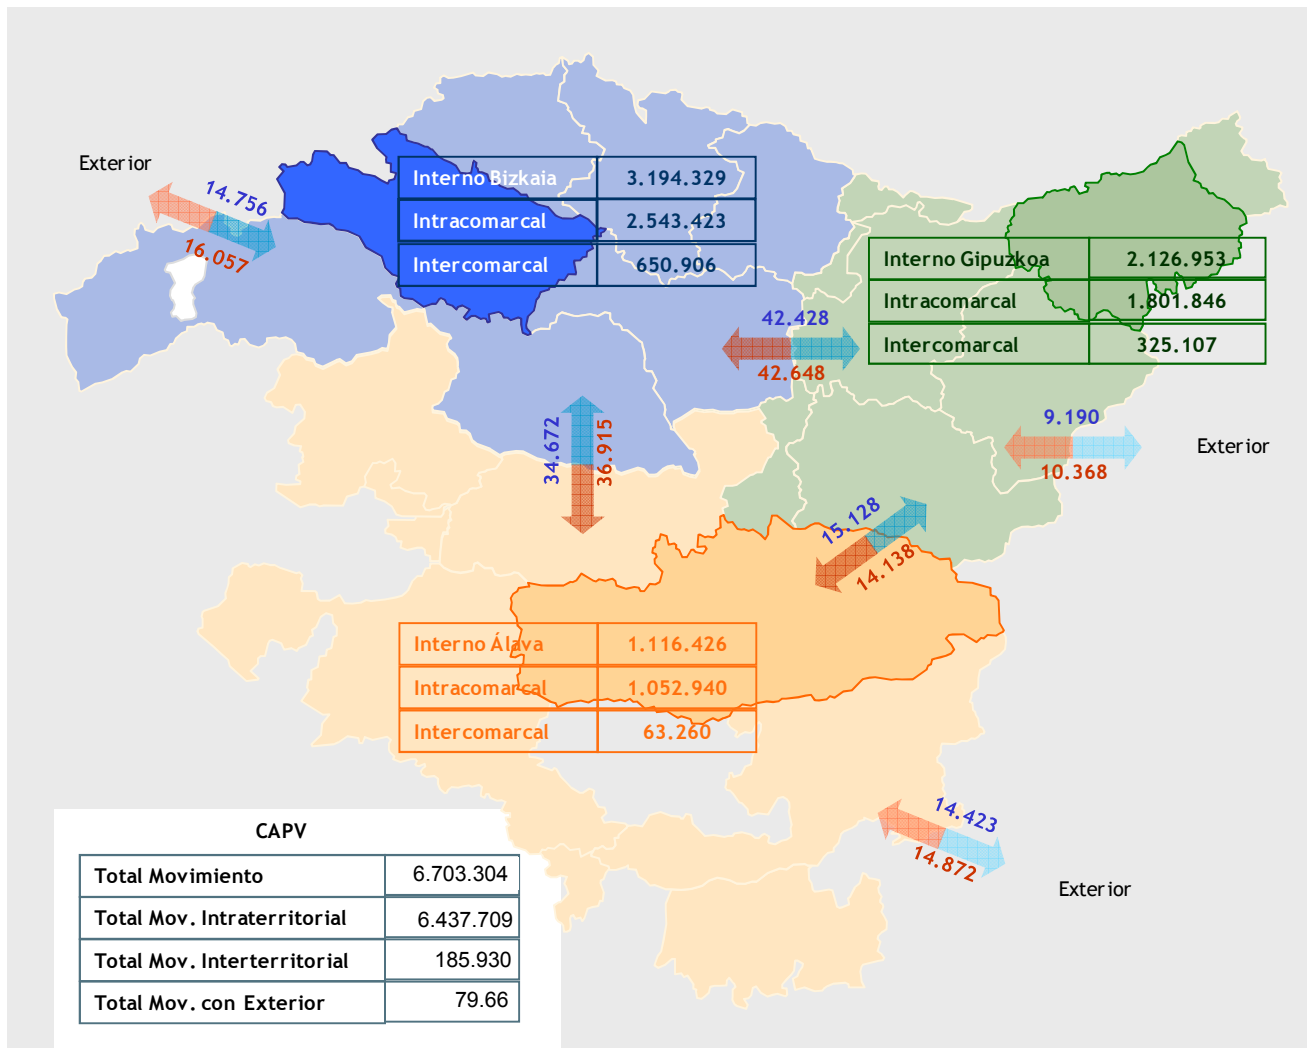 Exterior
14.756
16.057
Interno Bizkaia 3.194.329
Intracomarcal 2.543.423
Intercomarcal 650.906
Interno Gipuzkoa 2.126.953
Intracomarcal 1.801.846
Intercomarcal 325.107
42.428
42.648
34.672
36.915
9.190
10.368
Exterior
15.128
14.138
Interno Álava 1.116.426
Intracomarcal 1.052.940
Intercomarcal 63.260
14.423
14.872
Exterior
CAPV
Total Movimiento 6.703.304
Total Mov. Intraterritorial 6.437.709
Total Mov. Interterritorial 185.930
Total Mov. con Exterior 79.66